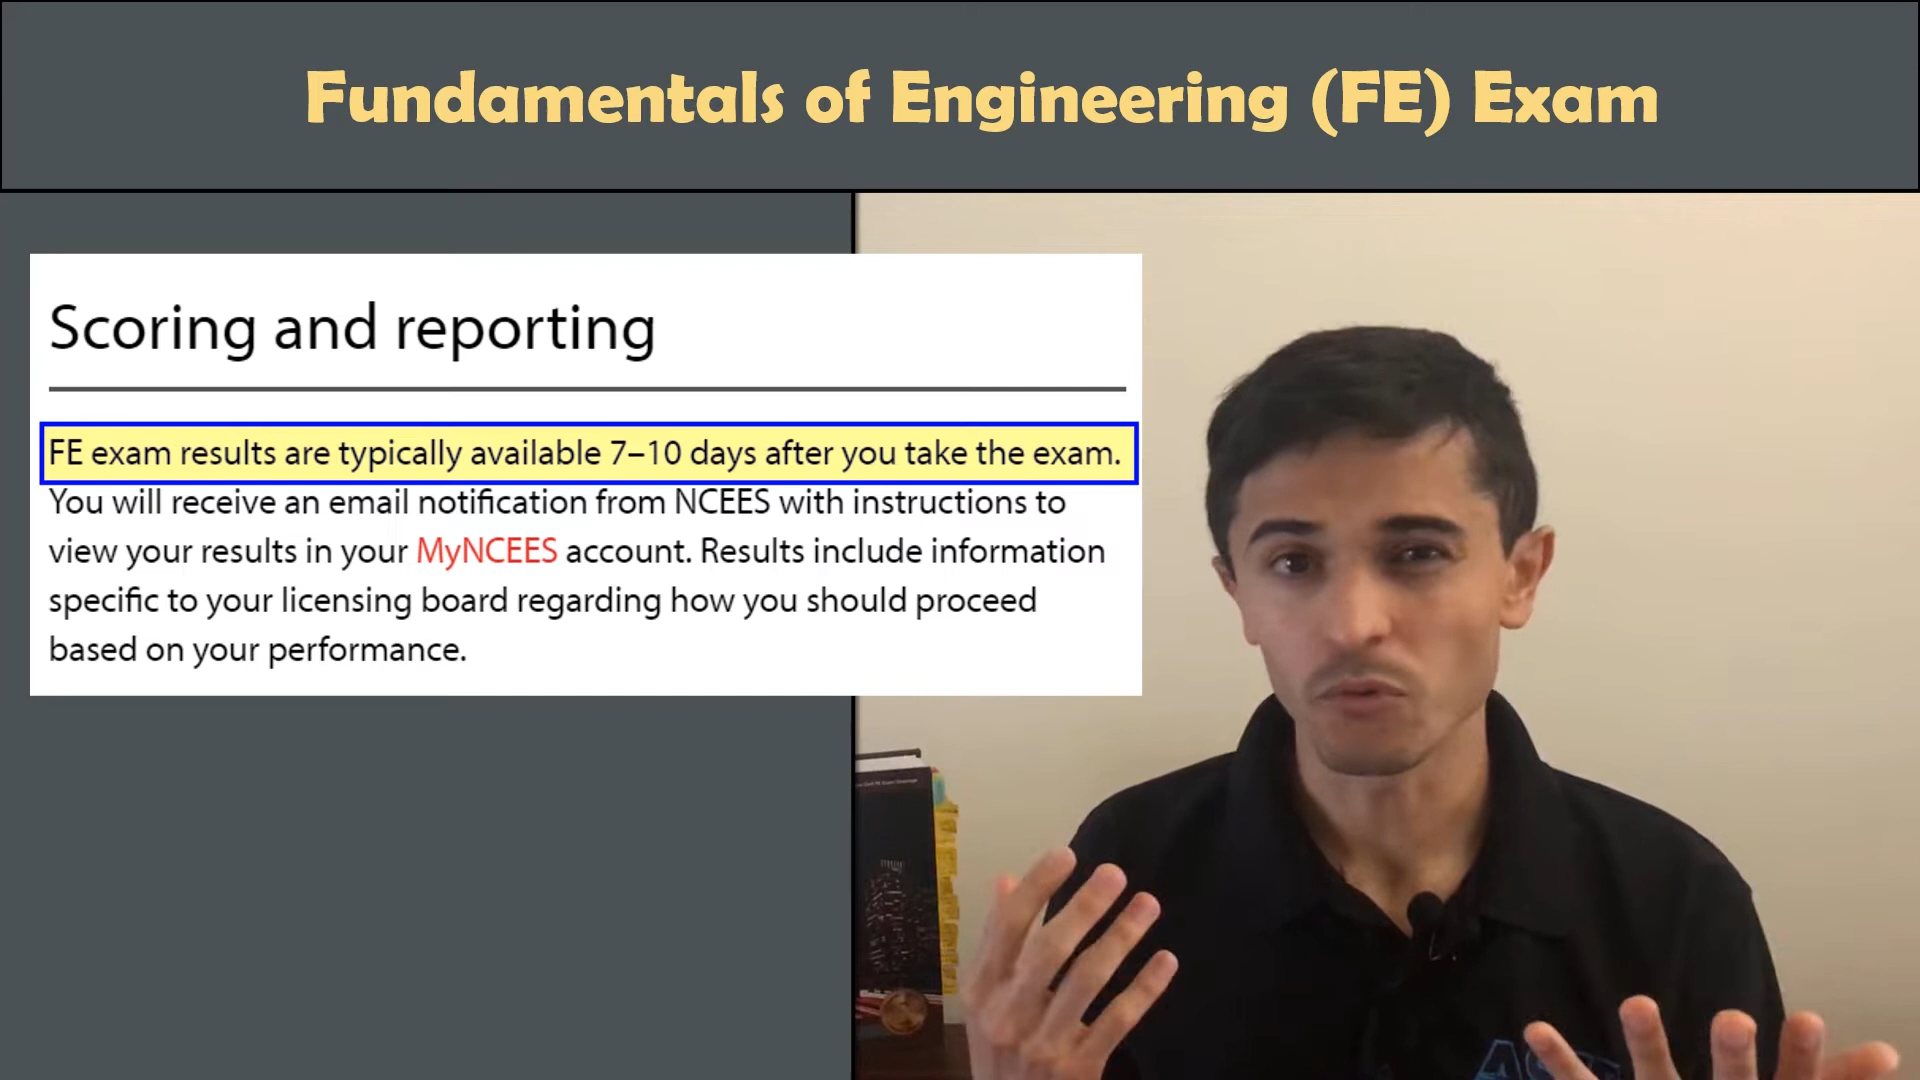 Fundamentals of Engineering (FE) Exam
Scoring and reporting
FE exam results are typically available 7–10 days after you take the exam.
You will receive an email notification from NCEES with instructions to
view your results in your MyNCEES account. Results include information
specific to your licensing board regarding how you should proceed
based on your performance.